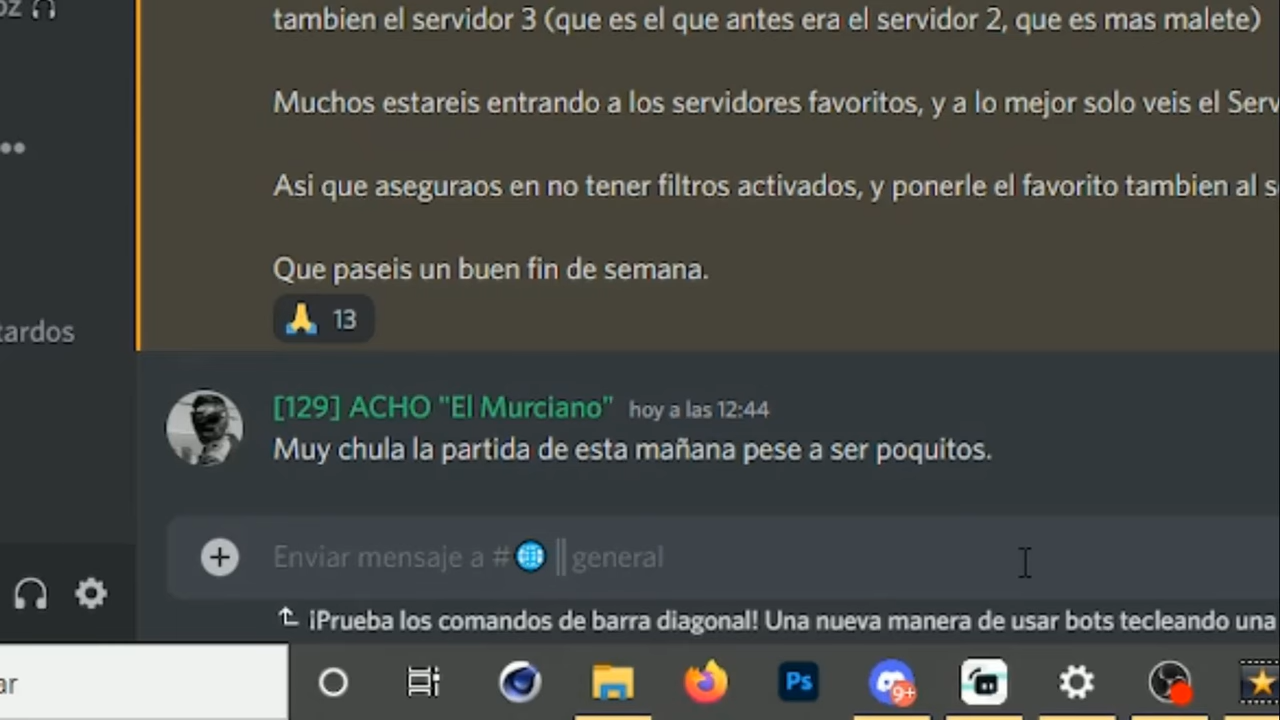 oz
tambien el servidor 3 (que es el que antes era el servidor 2, que es mas malete)
Muchos estareis entrando a los servidores favoritos, y a lo mejor solo veis el Serv
Asi que aseguraos en no tener filtros activados, y ponerle el favorito tambien al s
Que paseis un buen fin de semana.
13
tardos
[129] ACHO "El Murciano" hoy a las 12:44
Muy chula la partida de esta mañana pese a ser poquitos.
Enviar mensaje a #🌐║general
¡Prueba los comandos de barra diagonal! Una nueva manera de usar bots tecleando una
ar
Ps
9+